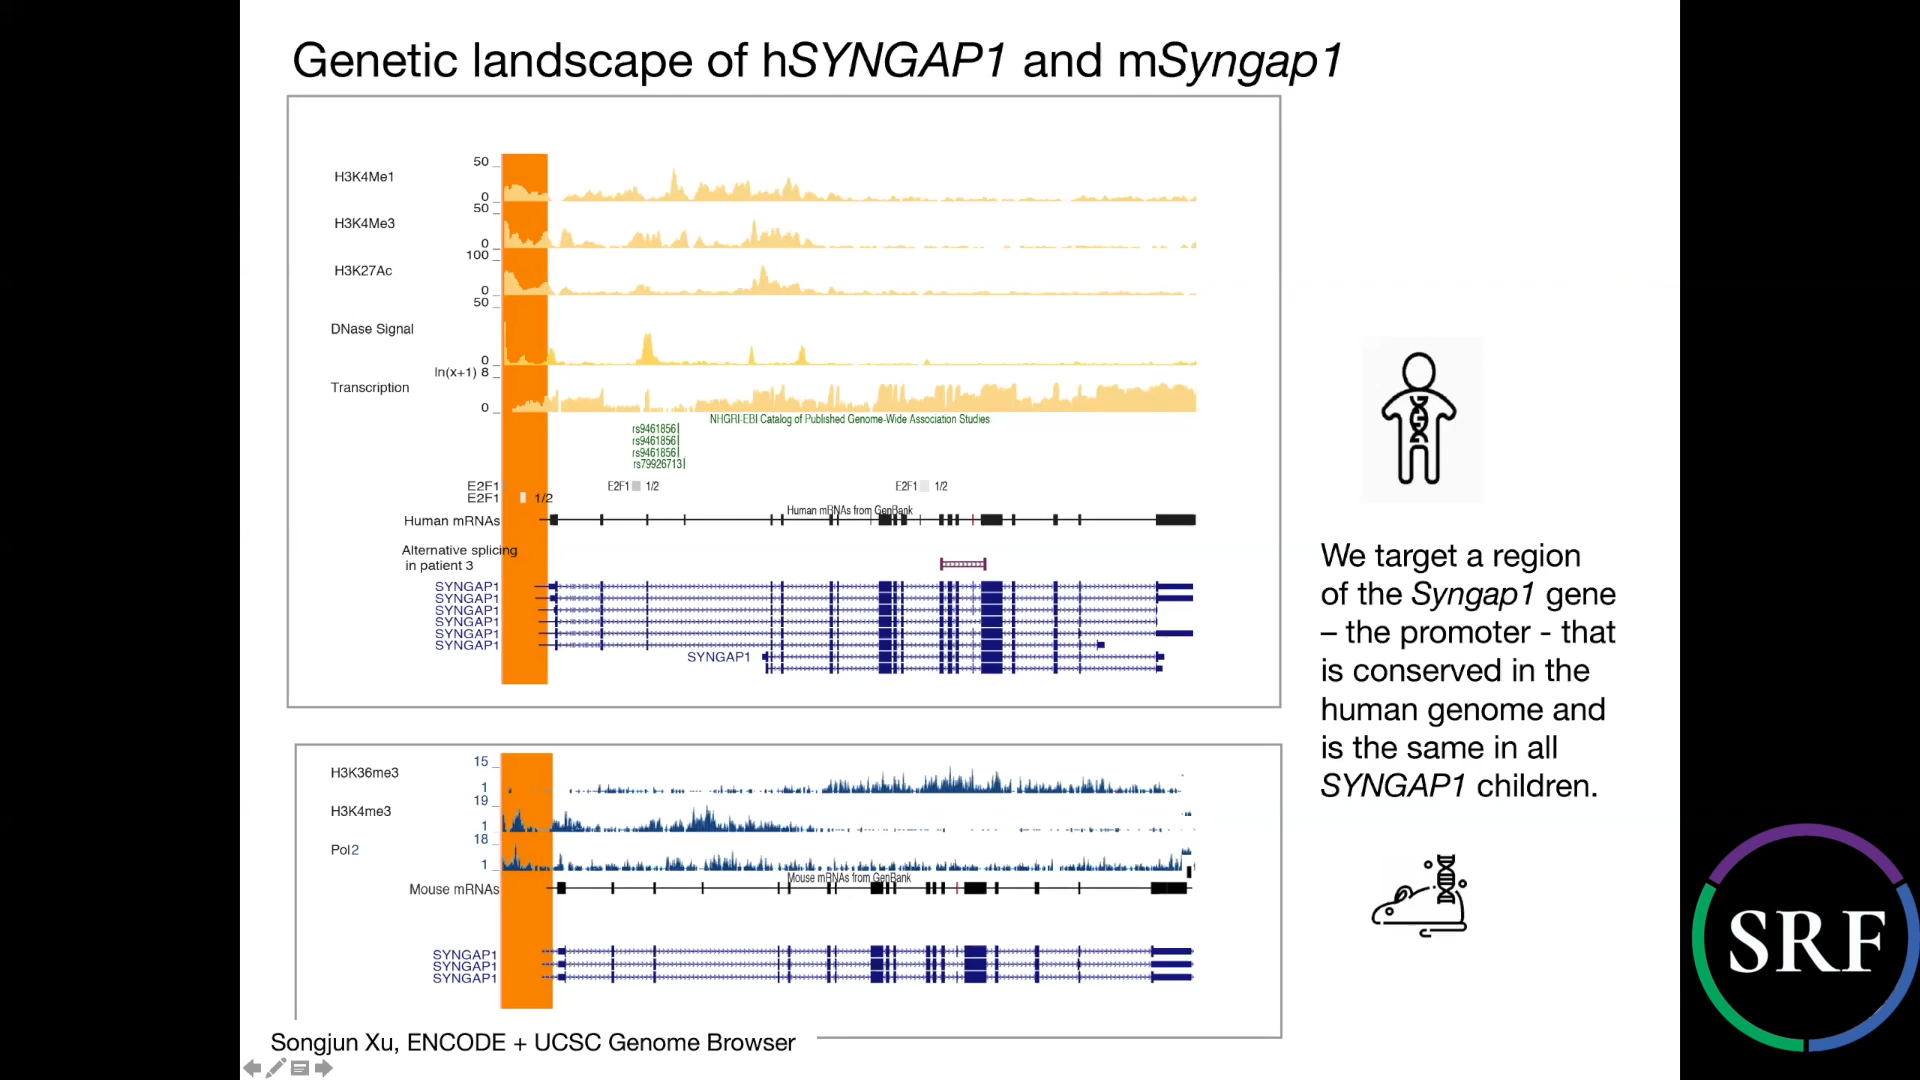 Genetic landscape of hSYNGAP1 and mSyngap1
50
H3K4Me1
0
50
H3K4Me3
0
100
H3K27Ac
0
50
DNase Signal
0
ln(x+1) 8
Transcription
0
NHGRI-EBI Catalog of Published Genome-Wide Association Studies
rs9461856
rs9461856
rs9461856
rs79926713
E2F1 E2F1 1/2 E2F1 1/2
E2F1 1/2
Human mRNAs from GenBank
Human mRNAs
Alternative splicing
in patient 3
SYNGAP1
SYNGAP1
SYNGAP1
SYNGAP1
SYNGAP1
SYNGAP1
SYNGAP1
We target a region
of the Syngap1 gene
– the promoter - that
is conserved in the
human genome and
is the same in all
SYNGAP1 children.
15
H3K36me3
1
19
H3K4me3
1
18
Pol2
1
Mouse mRNAs from GenBank
Mouse mRNAs
SYNGAP1
SYNGAP1
SYNGAP1
Songjun Xu, ENCODE + UCSC Genome Browser
SRF